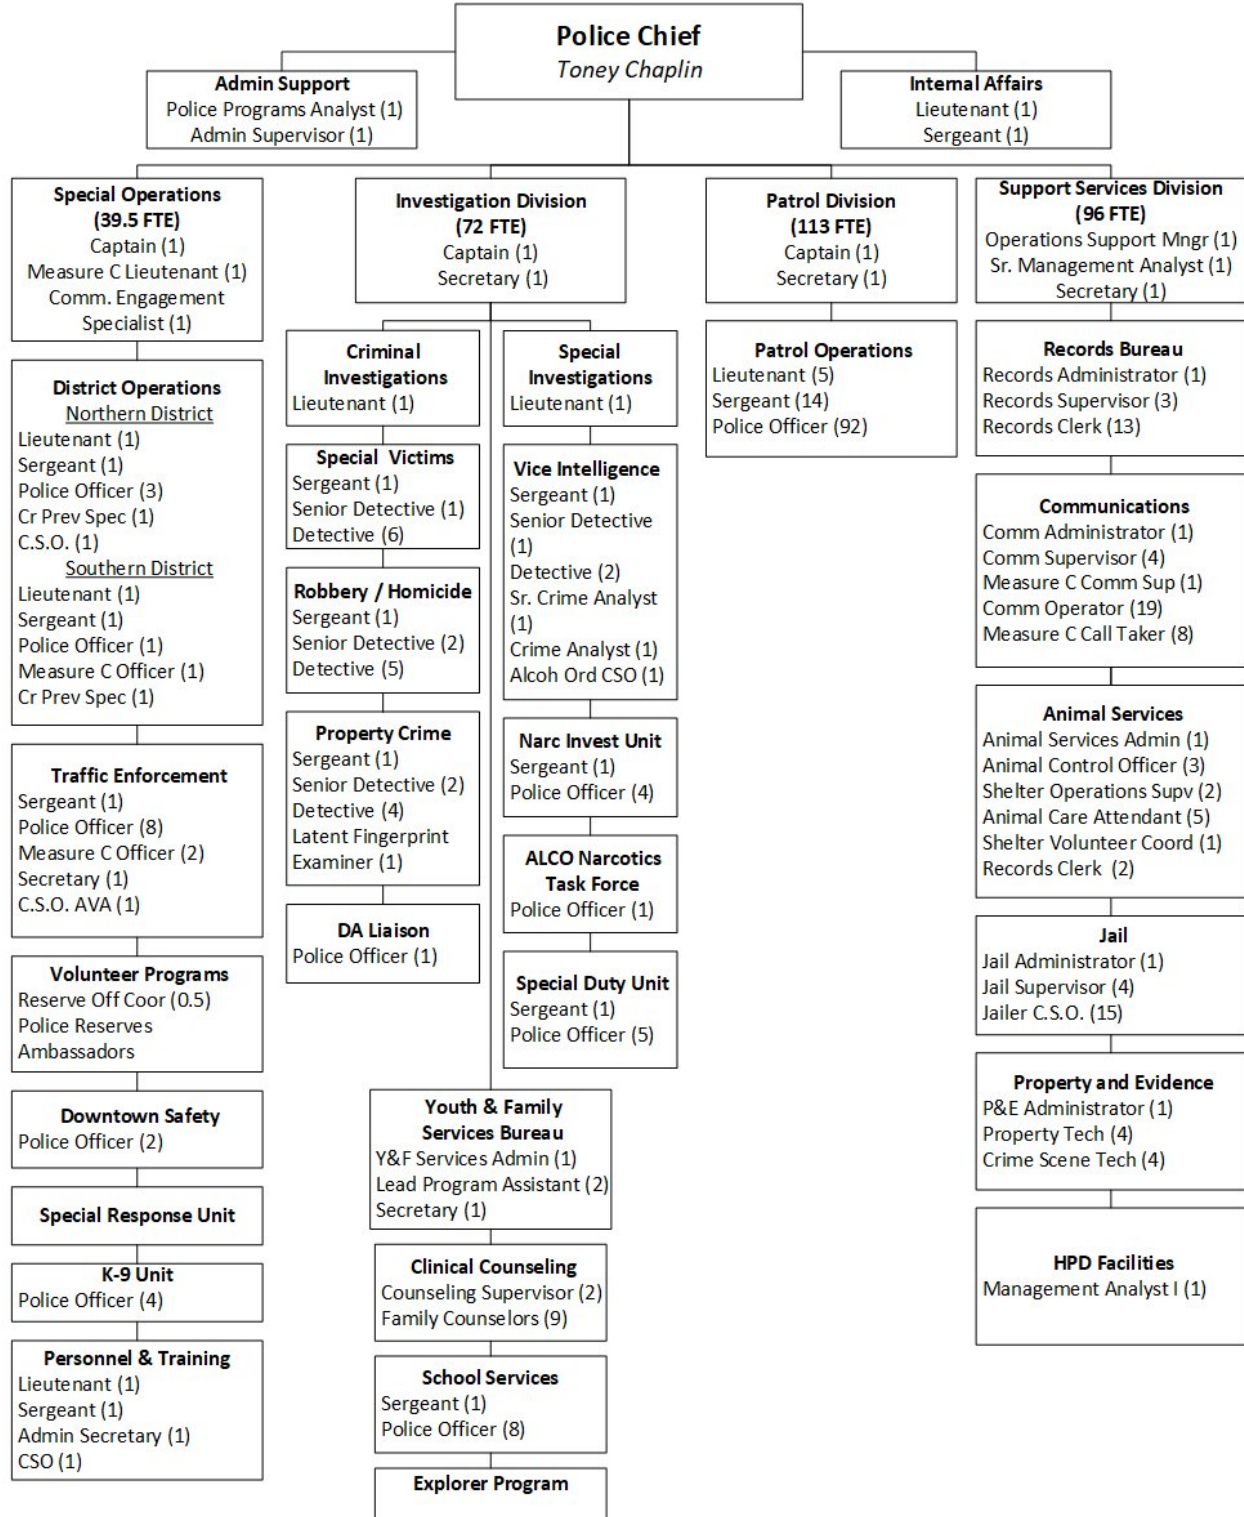 Police Chief
Toney Chaplin
Admin Support
Police Programs Analyst (1)
Admin Supervisor (1)
Internal Affairs
Lieutenant (1)
Sergeant (1)
Special Operations
(39.5 FTE)
Captain (1)
Measure C Lieutenant (1)
Comm. Engagement
Specialist (1)
District Operations
Northern District
Lieutenant (1)
Sergeant (1)
Police Officer (3)
Cr Prev Spec (1)
C.S.O. (1)
Southern District
Lieutenant (1)
Sergeant (1)
Police Officer (1)
Measure C Officer (1)
Cr Prev Spec (1)
Traffic Enforcement
Sergeant (1)
Police Officer (8)
Measure C Officer (2)
Secretary (1)
C.S.O. AVA (1)
Volunteer Programs
Reserve Off Coor (0.5)
Police Reserves
Ambassadors
Downtown Safety
Police Officer (2)
Special Response Unit
K-9 Unit
Police Officer (4)
Personnel & Training
Lieutenant (1)
Sergeant (1)
Admin Secretary (1)
CSO (1)
Investigation Division
(72 FTE)
Captain (1)
Secretary (1)
Criminal
Investigations
Lieutenant (1)
Special Victims
Sergeant (1)
Senior Detective (1)
Detective (6)
Robbery / Homicide
Sergeant (1)
Senior Detective (2)
Detective (5)
Property Crime
Sergeant (1)
Senior Detective (2)
Detective (4)
Latent Fingerprint
Examiner (1)
DA Liaison
Police Officer (1)
Special
Investigations
Lieutenant (1)
Vice Intelligence
Sergeant (1)
Senior Detective
(1)
Detective (2)
Sr. Crime Analyst
(1)
Crime Analyst (1)
Alcoh Ord CSO (1)
Narc Invest Unit
Sergeant (1)
Police Officer (4)
ALCO Narcotics
Task Force
Police Officer (1)
Special Duty Unit
Sergeant (1)
Police Officer (5)
Youth & Family
Services Bureau
Y&F Services Admin (1)
Lead Program Assistant (2)
Secretary (1)
Clinical Counseling
Counseling Supervisor (2)
Family Counselors (9)
School Services
Sergeant (1)
Police Officer (8)
Explorer Program
Patrol Division
(113 FTE)
Captain (1)
Secretary (1)
Patrol Operations
Lieutenant (5)
Sergeant (14)
Police Officer (92)
Support Services Division
(96 FTE)
Operations Support Mngr (1)
Sr. Management Analyst (1)
Secretary (1)
Records Bureau
Records Administrator (1)
Records Supervisor (3)
Records Clerk (13)
Communications
Comm Administrator (1)
Comm Supervisor (4)
Measure C Comm Sup (1)
Comm Operator (19)
Measure C Call Taker (8)
Animal Services
Animal Services Admin (1)
Animal Control Officer (3)
Shelter Operations Supv (2)
Animal Care Attendant (5)
Shelter Volunteer Coord (1)
Records Clerk (2)
Jail
Jail Administrator (1)
Jail Supervisor (4)
Jailer C.S.O. (15)
Property and Evidence
P&E Administrator (1)
Property Tech (4)
Crime Scene Tech (4)
HPD Facilities
Management Analyst I (1)